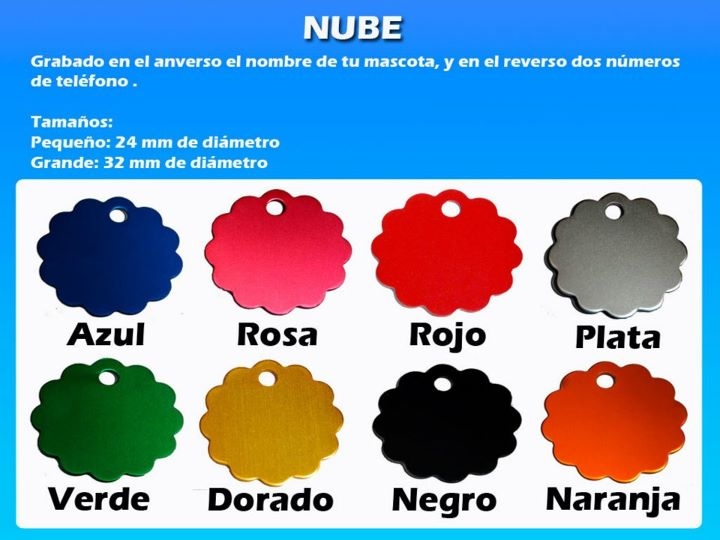 NUBE
Grabado en el anverso el nombre de tu mascota, y en el reverso dos números
de teléfono .
Tamaños:
Pequeño: 24 mm de diámetro
Grande: 32 mm de diámetro
Azul Rosa Rojo Plata
Verde Dorado Negro Naranja